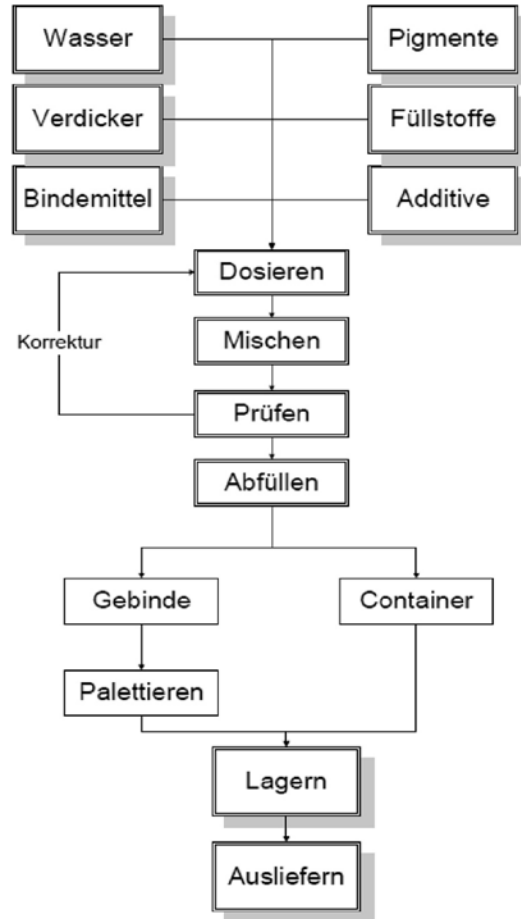 Wasser
Pigmente
Verdicker
Füllstoffe
Bindemittel
Additive
Dosieren
Korrektur
Mischen
Prüfen
Abfüllen
Gebinde
Container
Palettieren
Lagern
Ausliefern